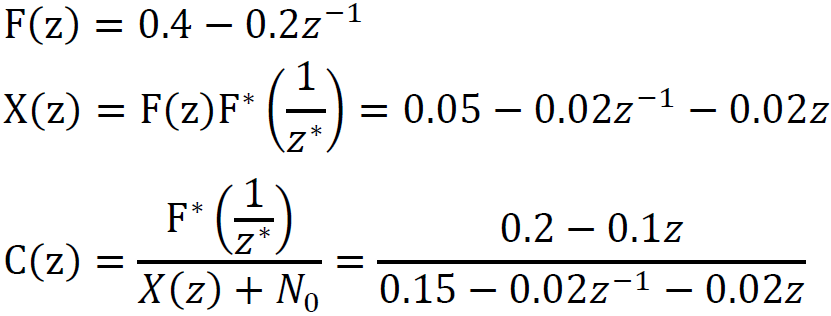 F(z) = 0.4 − 0.2z⁻¹
X(z) = F(z)F*(1/z*) = 0.05 − 0.02z⁻¹ − 0.02z
C(z) = F*(1/z*)/(X(z) + N₀) = (0.2 − 0.1z)/(0.15 − 0.02z⁻¹ − 0.02z)